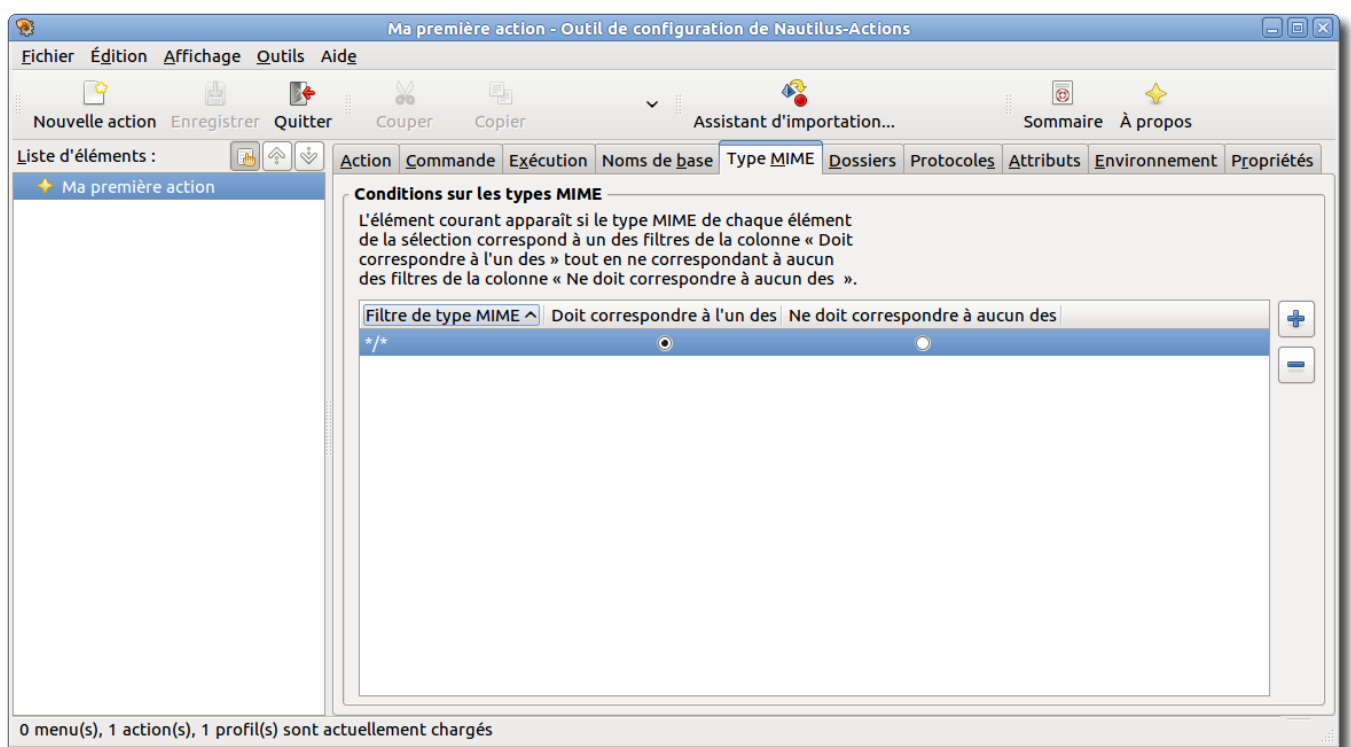 Ma première action - Outil de configuration de Nautilus-Actions
Fichier Édition Affichage Outils Aide
Nouvelle action Enregistrer Quitter Couper Copier Assistant d'importation... Sommaire À propos
Liste d'éléments :
Ma première action
Action Commande Exécution Noms de base Type MIME Dossiers Protocoles Attributs Environnement Propriétés
Conditions sur les types MIME
L'élément courant apparaît si le type MIME de chaque élément
de la sélection correspond à un des filtres de la colonne « Doit
correspondre à l'un des » tout en ne correspondant à aucun
des filtres de la colonne « Ne doit correspondre à aucun des  ».
Filtre de type MIME Doit correspondre à l'un des Ne doit correspondre à aucun des
*/*
0 menu(s), 1 action(s), 1 profil(s) sont actuellement chargés